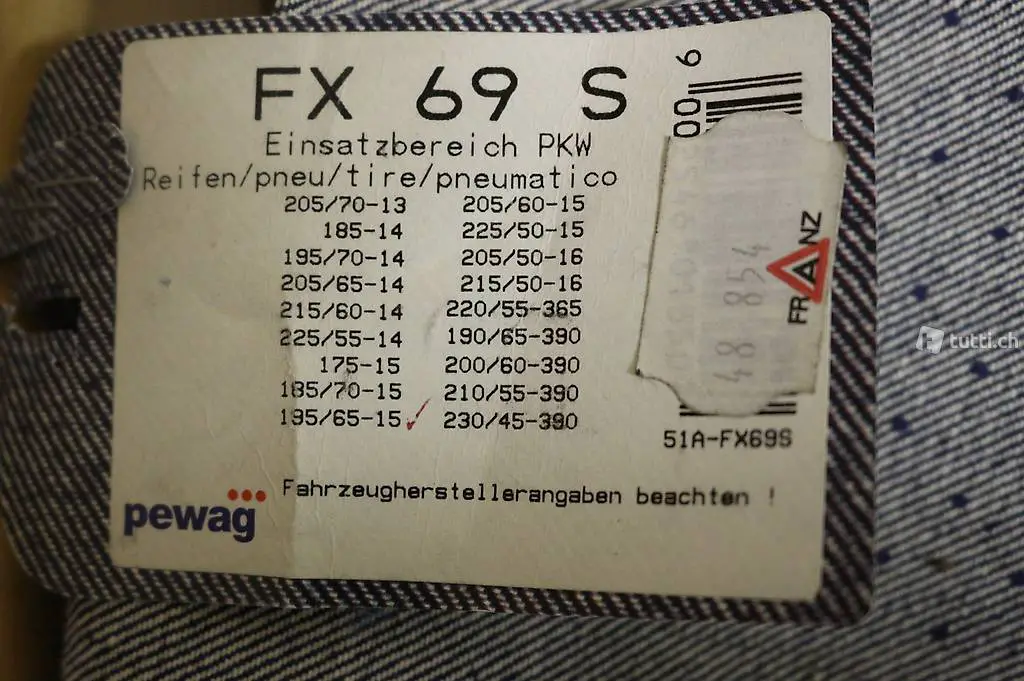 FX 69 S
Einsatzbereich PKW
Reifen/pneu/tire/pneumatico
205/70-13 205/60-15
185-14 225/50-15
195/70-14 205/50-16
205/65-14 215/50-16
215/60-14 220/55-365
225/55-14 190/65-390
175-15 200/60-390
185/70-15 210/55-390
195/65-15 230/45-390
Fahrzeugherstellerangaben beachten !
pewag
00 6
481854
FRANZ
51A-FX69S
tutti.ch